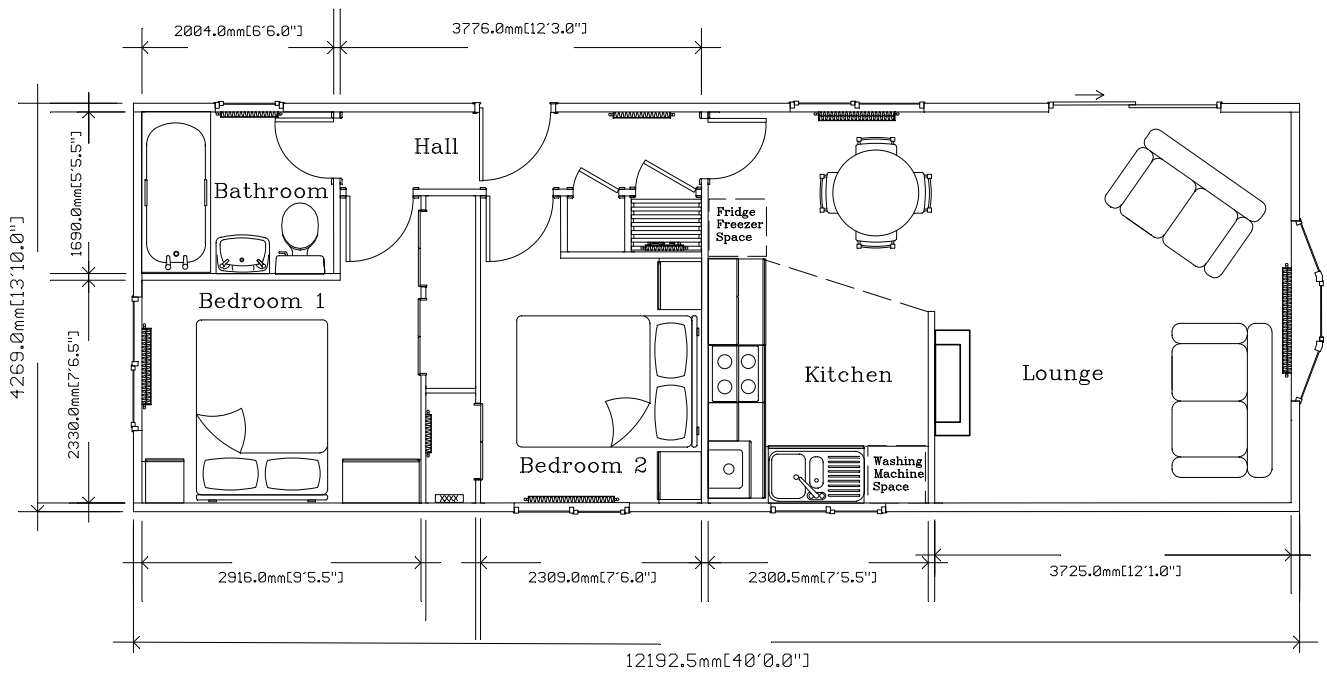 2004.0mm[6'6.0"]
3776.0mm[12'3.0"]
Hall
Bathroom
1690.0mm[5'5.5"]
Fridge
Freezer
Space
4269.0mm[13'10.0"]
Bedroom 1
2330.0mm[7'6.5"]
Kitchen
Lounge
Bedroom 2
Washing
Machine
Space
2916.0mm[9'5.5"]
2309.0mm[7'6.0"]
2300.5mm[7'5.5"]
3725.0mm[12'1.0"]
12192.5mm[40'0.0"]